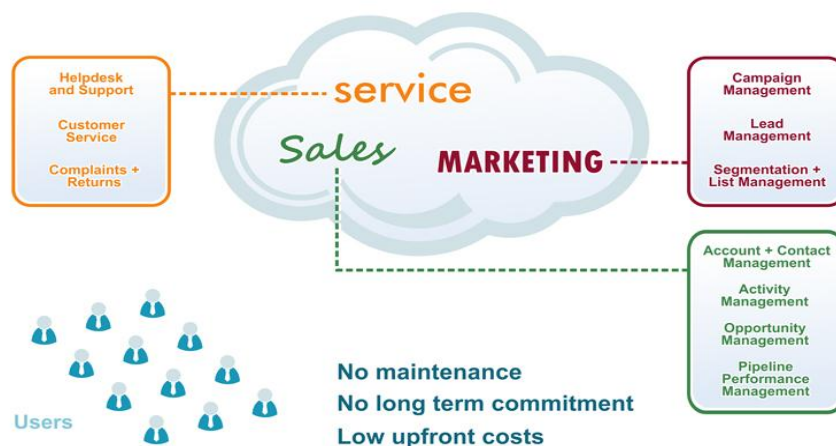 Helpdesk
and Support
Customer
Service
Complaints +
Returns
service
Sales
MARKETING
Campaign
Management
Lead
Management
Segmentation +
List Management
Account + Contact
Management
Activity
Management
Opportunity
Management
Pipeline
Performance
Management
Users
No maintenance
No long term commitment
Low upfront costs